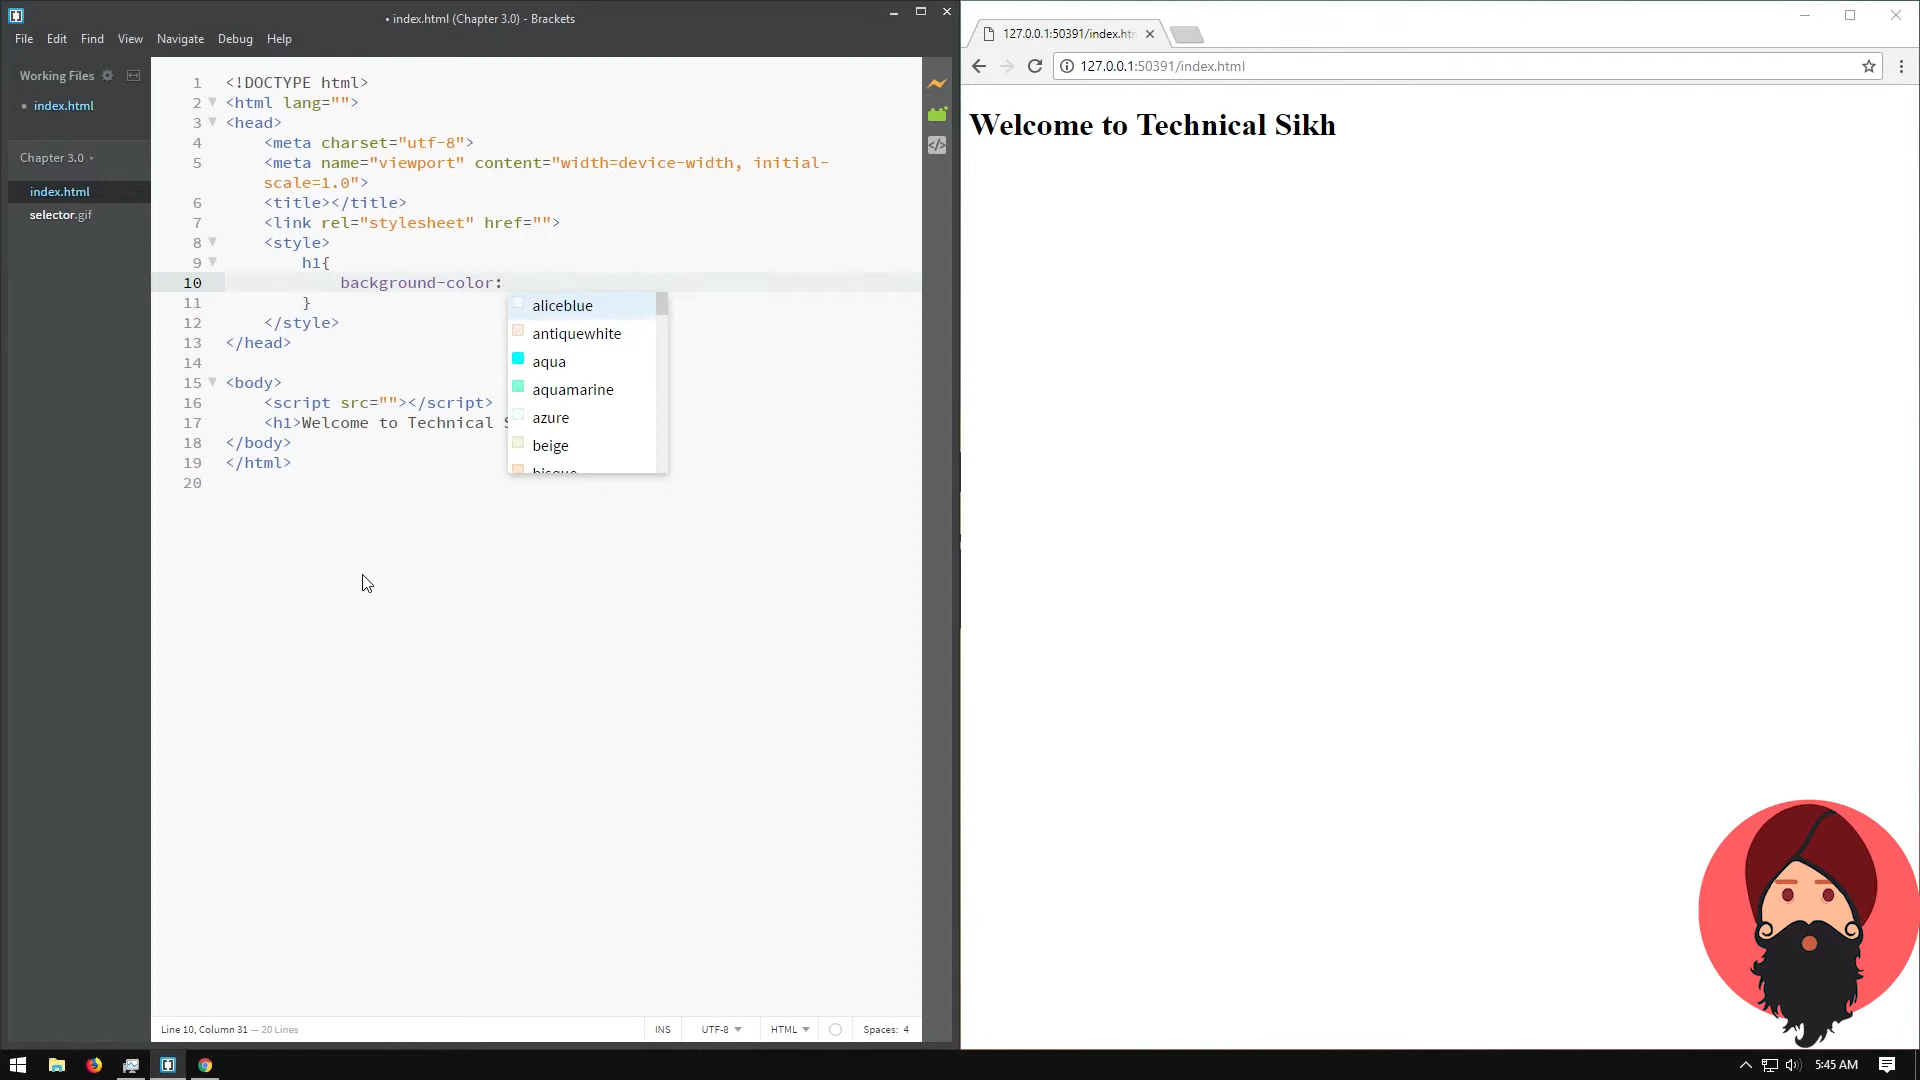 • index.html (Chapter 3.0) - Brackets
File Edit Find View Navigate Debug Help
Working Files
• index.html
Chapter 3.0
index.html
selector.gif
1 <!DOCTYPE html>
2 <html lang="">
3 <head>
4 <meta charset="utf-8">
5 <meta name="viewport" content="width=device-width, initial-
scale=1.0">
6 <title></title>
7 <link rel="stylesheet" href="">
8 <style>
9 h1{
10 background-color:
11 }
12 </style>
13 </head>
14
15 <body>
16 <script src=""></script>
17 <h1>Welcome to Technical
18 </body>
19 </html>
20
aliceblue
antiquewhite
aqua
aquamarine
azure
beige
bisque
Line 10, Column 31 — 20 Lines
INS UTF-8 HTML Spaces: 4
127.0.0.1:50391/index.htm
127.0.0.1:50391/index.html
Welcome to Technical Sikh
5:45 AM